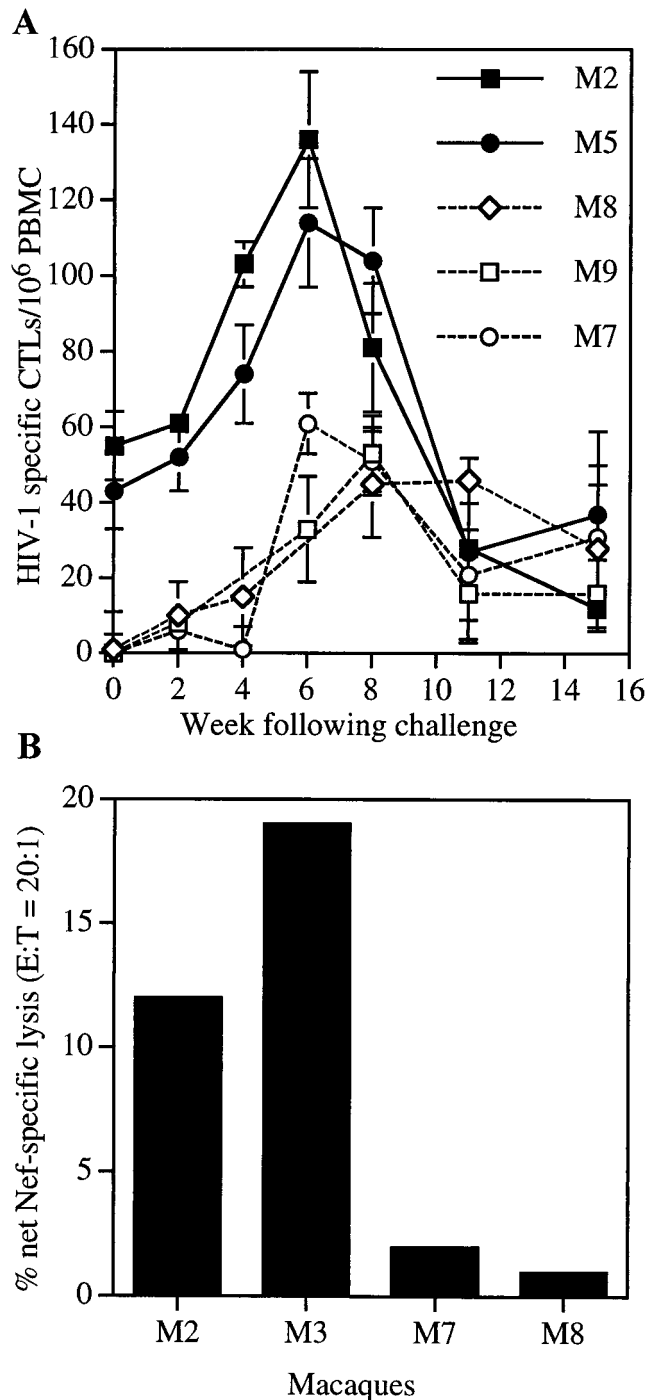 A
HIV-1 specific CTLs/10⁶ PBMC
160
140
120
100
80
60
40
20
0
M2
M5
M8
M9
M7
0 2 4 6 8 10 12 14 16
Week following challenge
B
% net Nef-specific lysis (E:T = 20:1)
20
15
10
5
0
M2 M3 M7 M8
Macaques